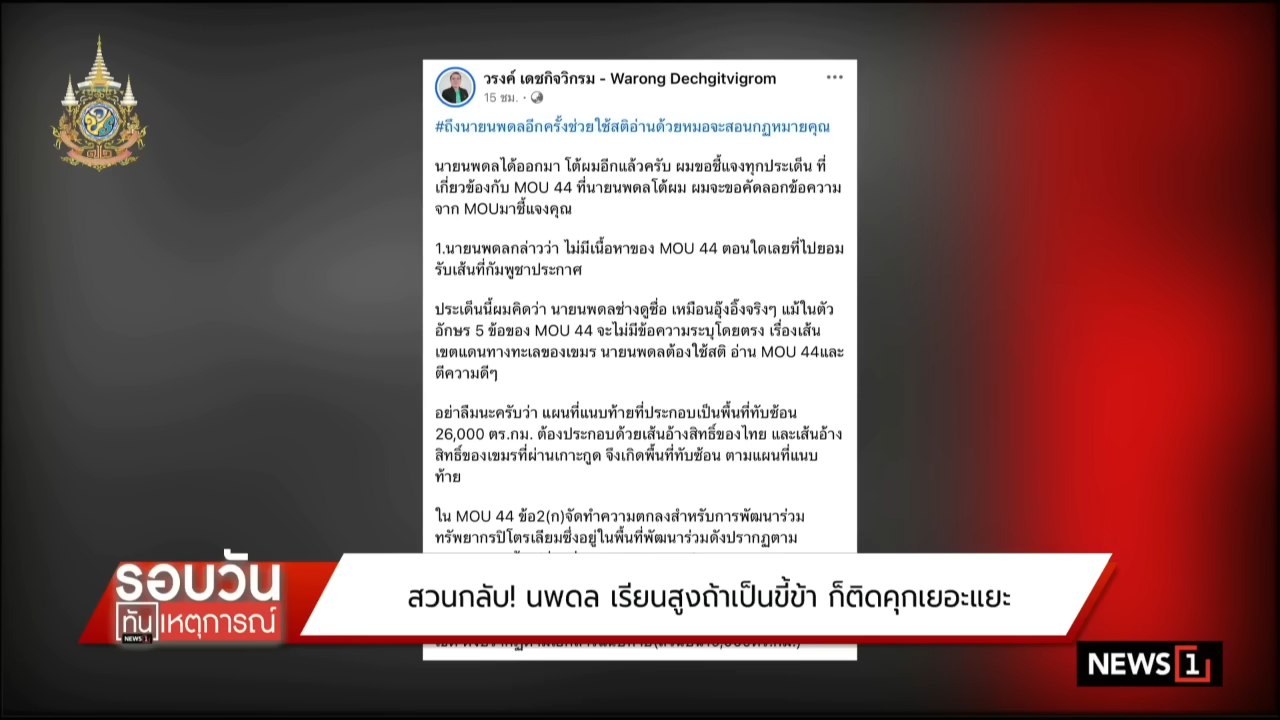 วรงค์ เดชกิจวิกรม - Warong Dechgitvigrom
15 ชม.
#ถึงนายนพดลอีกครั้งช่วยใช้สติอ่านด้วยหมอจะสอนกฎหมายคุณ
นายนพดลได้ออกมา โต้ผมอีกแล้วครับ ผมขอชี้แจงทุกประเด็น ที่
เกี่ยวข้องกับ MOU 44 ที่นายนพดลโต้ผม ผมจะขอคัดลอกข้อความ
จาก MOUมาชี้แจงคุณ
1.นายนพดลกล่าวว่า ไม่มีเนื้อหาของ MOU 44 ตอนใดเลยที่ไปยอม
รับเส้นที่กัมพูชาประกาศ
ประเด็นนี้ผมคิดว่า นายนพดลช่างดูซื่อ เหมือนอุ๊งอิ๊งจริงๆ แม้ในตัว
อักษร 5 ข้อของ MOU 44 จะไม่มีข้อความระบุโดยตรง เรื่องเส้น
เขตแดนทางทะเลของเขมร นายนพดลต้องใช้สติ อ่าน MOU 44และ
ตีความดีๆ
อย่าลืมนะครับว่า แผนที่แนบท้ายที่ประกอบเป็นพื้นที่ทับซ้อน
26,000 ตร.กม. ต้องประกอบด้วยเส้นอ้างสิทธิ์ของไทย และเส้นอ้าง
สิทธิ์ของเขมรที่ผ่านเกาะกูด จึงเกิดพื้นที่ทับซ้อน ตามแผนที่แนบ
ท้าย
ใน MOU 44 ข้อ2(ก)จัดทำความตกลงสำหรับการพัฒนาร่วม
ทรัพยากรปิโตรเลียมซึ่งอยู่ในพื้นที่พัฒนาร่วมดังปรากฏตาม
รอบวัน
ทัน เหตุการณ์
NEWS 1
สวนกลับ! นพดล เรียนสูงถ้าเป็นขี้ข้า ก็ติดคุกเยอะแยะ
NEWS 1